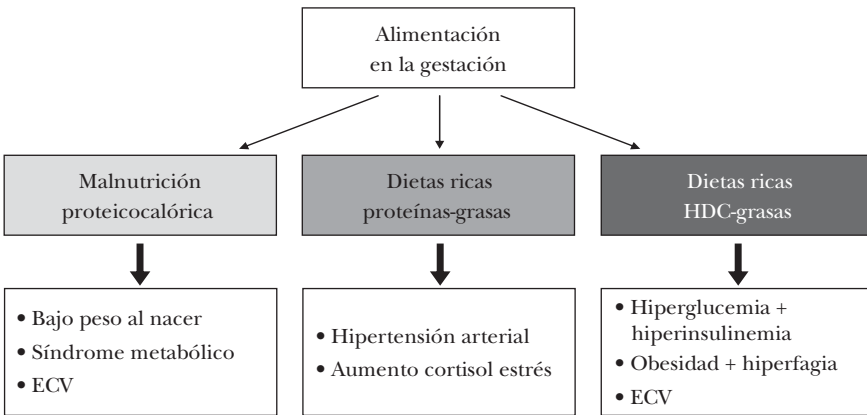 Alimentación
en la gestación
Malnutrición
proteicocalórica
Dietas ricas
proteínas-grasas
Dietas ricas
HDC-grasas
• Bajo peso al nacer
• Síndrome metabólico
• ECV
• Hipertensión arterial
• Aumento cortisol estrés
• Hiperglucemia +
hiperinsulinemia
• Obesidad + hiperfagia
• ECV